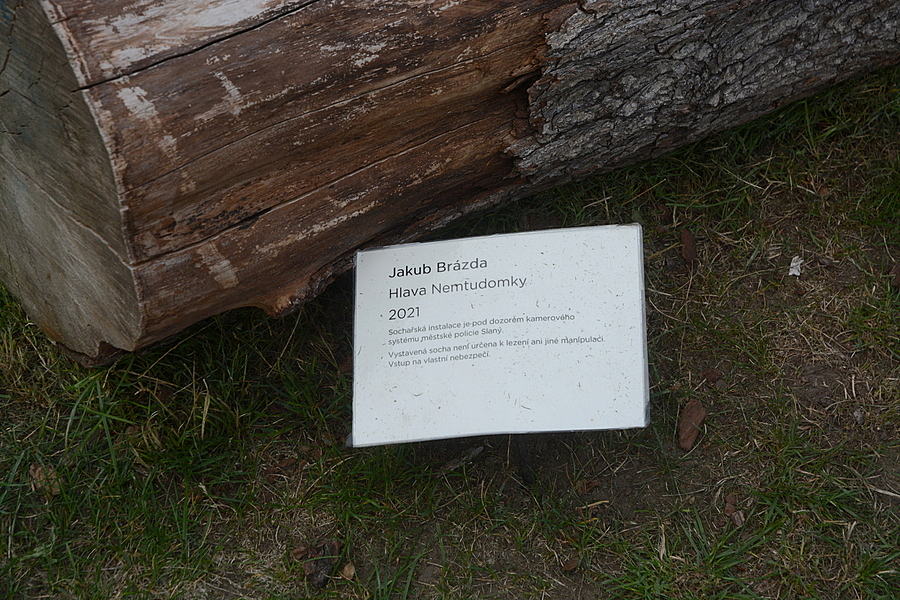 Jakub Brázda
Hlava Nemtudomky
2021
Sochařská instalace je pod dozorem kamerového
systému městské policie Slaný.
Vystavená socha není určena k lezení ani jiné manipulaci.
Vstup na vlastní nebezpečí.